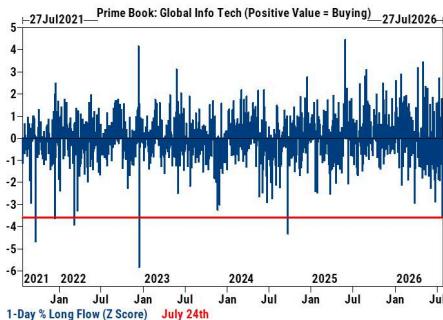 Prime Book: Global Info Tech (Positive Value = Buying)
27Jul2021 27Jul2026
5
4
3
2
1
0
-1
-2
-3
-4
-5
-6
2021 2022 2023 2024 2025 2026
Jan Jul Jan Jul Jan Jul Jan Jul Jan Jul
1-Day % Long Flow (Z Score) July 24th